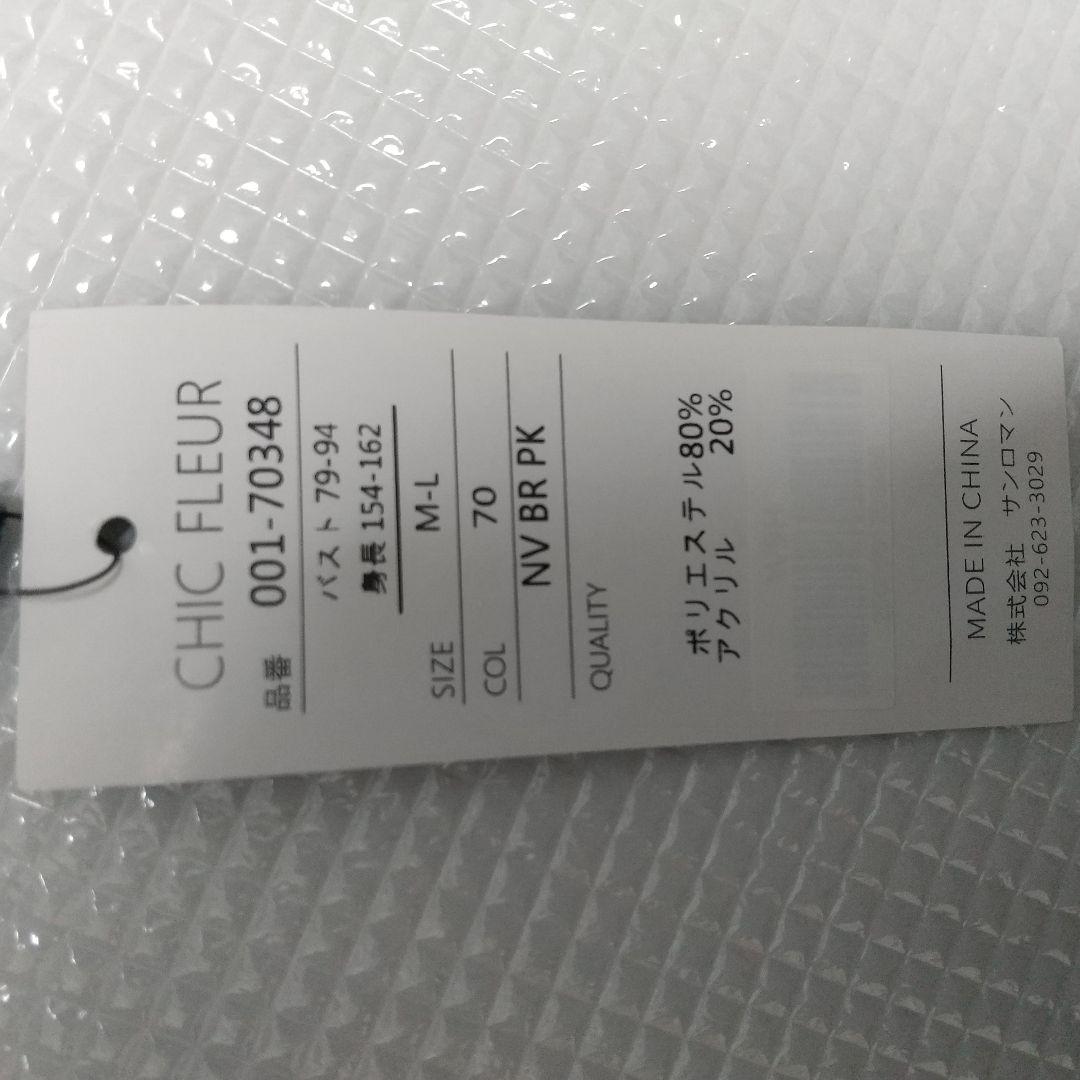 CHIC FLEUR
品番 001-70348
バスト 79-94
身長 154-162
SIZE M-L
COL 70
NV BR PK
QUALITY
ポリエステル80%
アクリル 20%
MADE IN CHINA
株式会社 サンロマン
092-623-3029